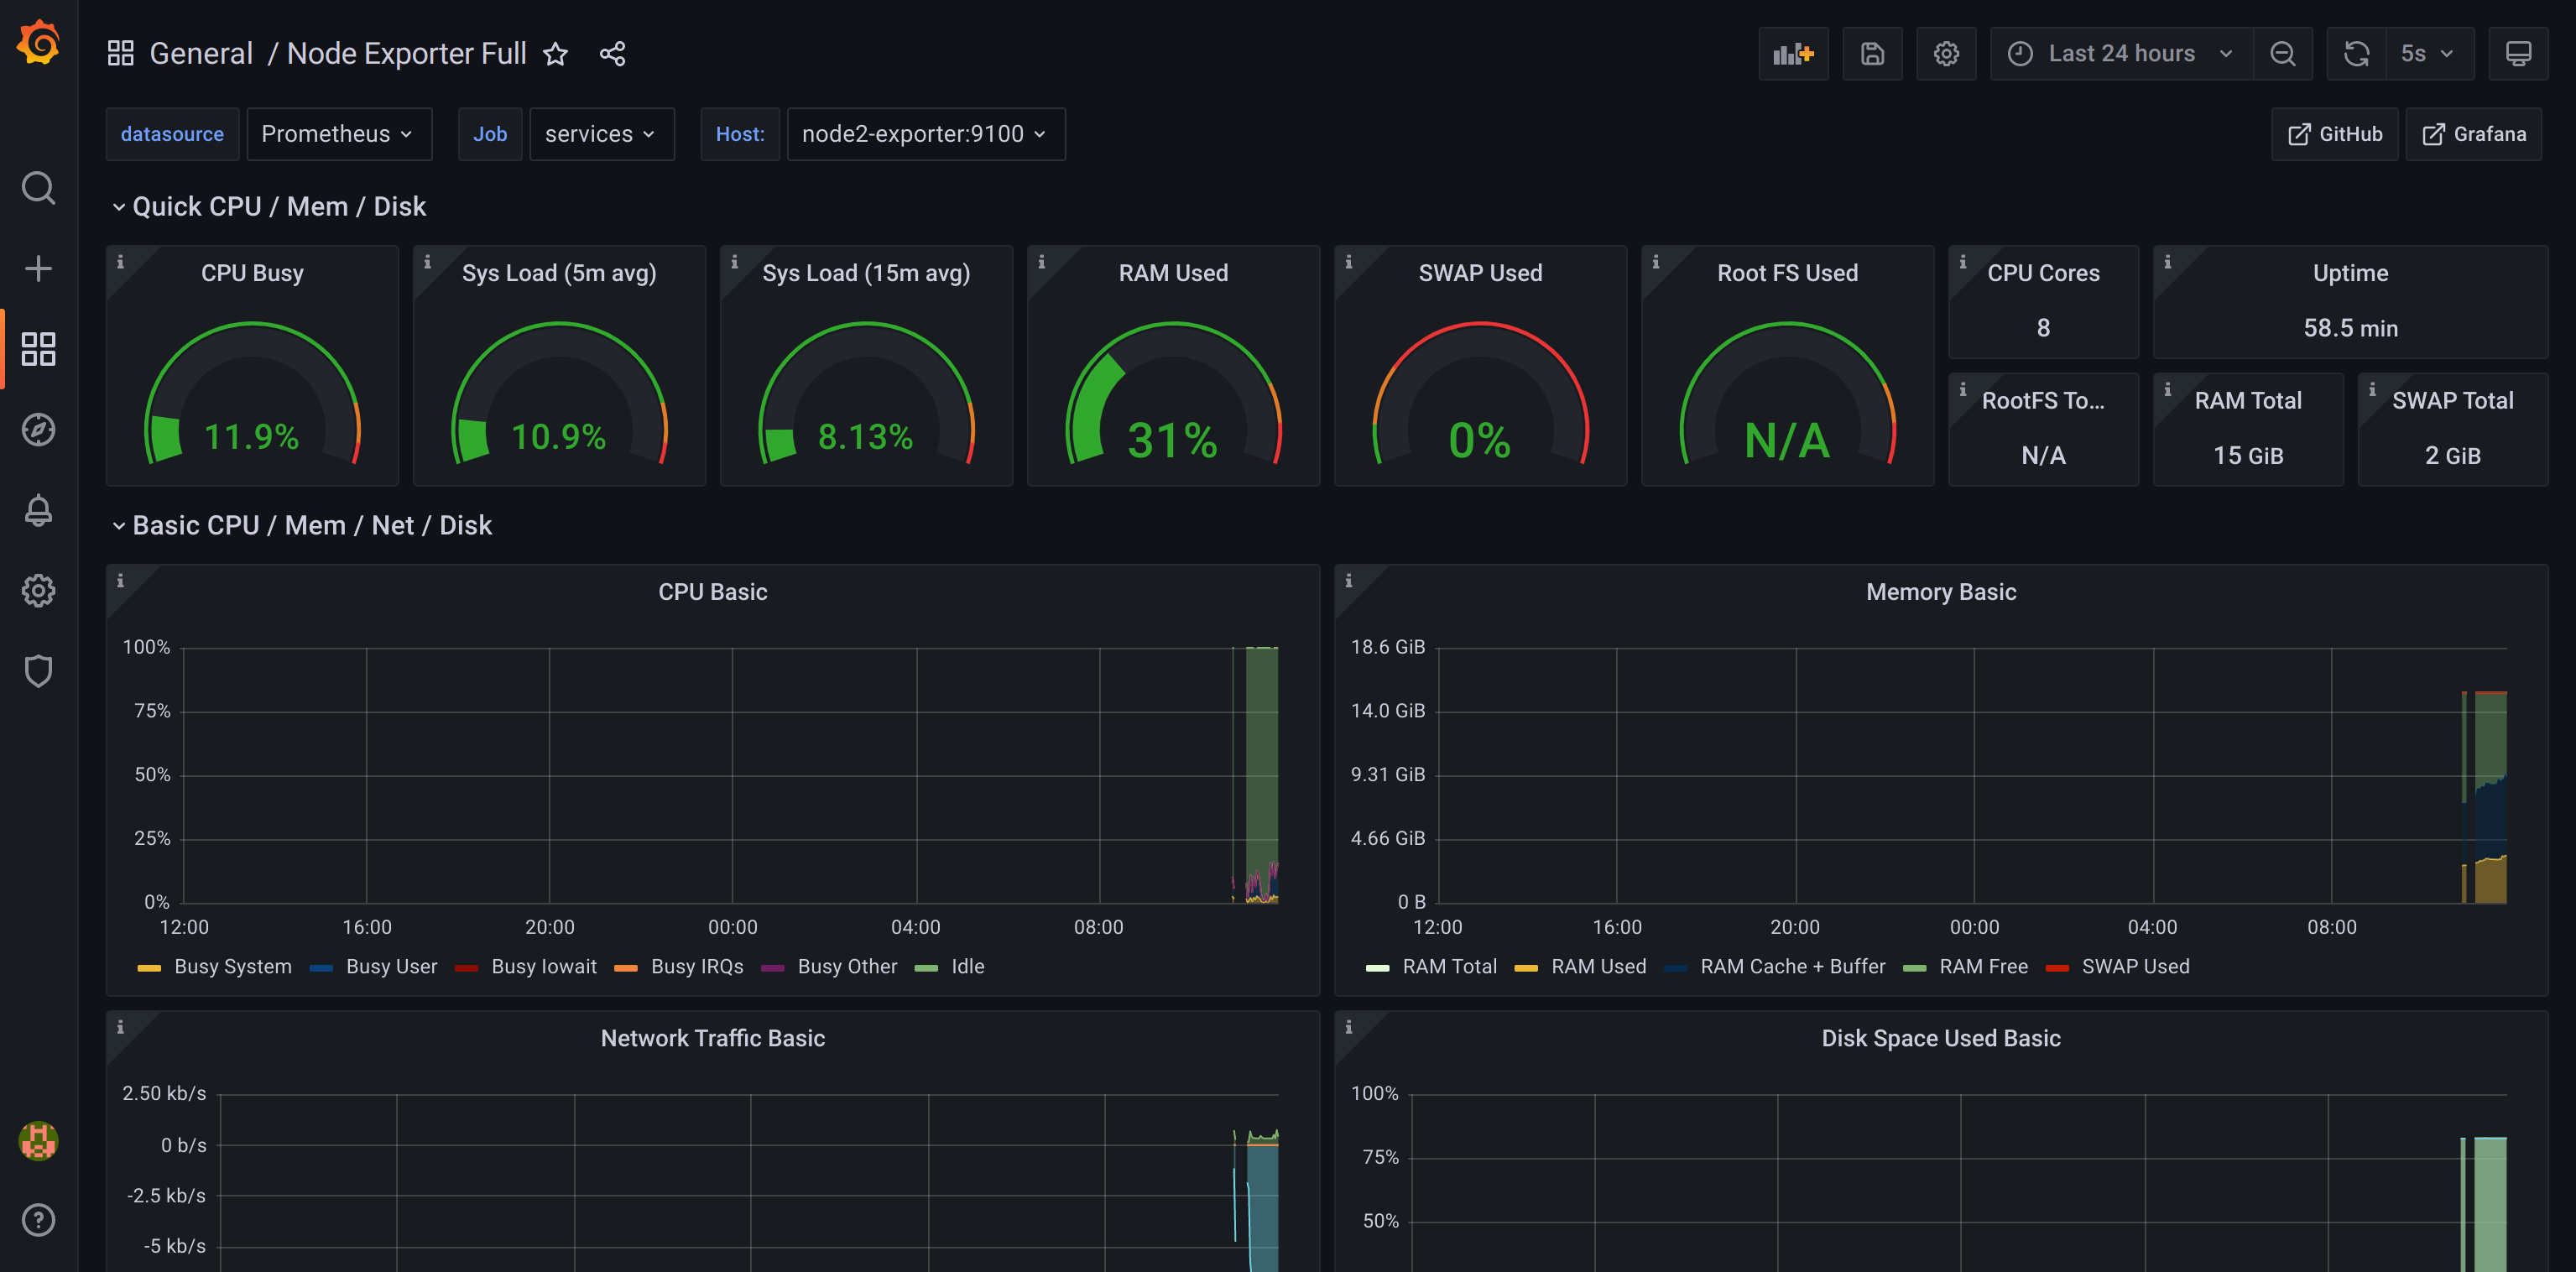 General / Node Exporter Full
Last 24 hours
5s
datasource Prometheus Job services Host: node2-exporter:9100
GitHub Grafana
Quick CPU / Mem / Disk
CPU Busy
11.9%
Sys Load (5m avg)
10.9%
Sys Load (15m avg)
8.13%
RAM Used
31%
SWAP Used
0%
Root FS Used
N/A
CPU Cores
8
Uptime
58.5 min
RootFS To...
N/A
RAM Total
15 GiB
SWAP Total
2 GiB
Basic CPU / Mem / Net / Disk
CPU Basic
100%
75%
50%
25%
0%
12:00 16:00 20:00 00:00 04:00 08:00
Busy System Busy User Busy Iowait Busy IRQs Busy Other Idle
Memory Basic
18.6 GiB
14.0 GiB
9.31 GiB
4.66 GiB
0 B
12:00 16:00 20:00 00:00 04:00 08:00
RAM Total RAM Used RAM Cache + Buffer RAM Free SWAP Used
Network Traffic Basic
2.50 kb/s
0 b/s
-2.5 kb/s
-5 kb/s
Disk Space Used Basic
100%
75%
50%